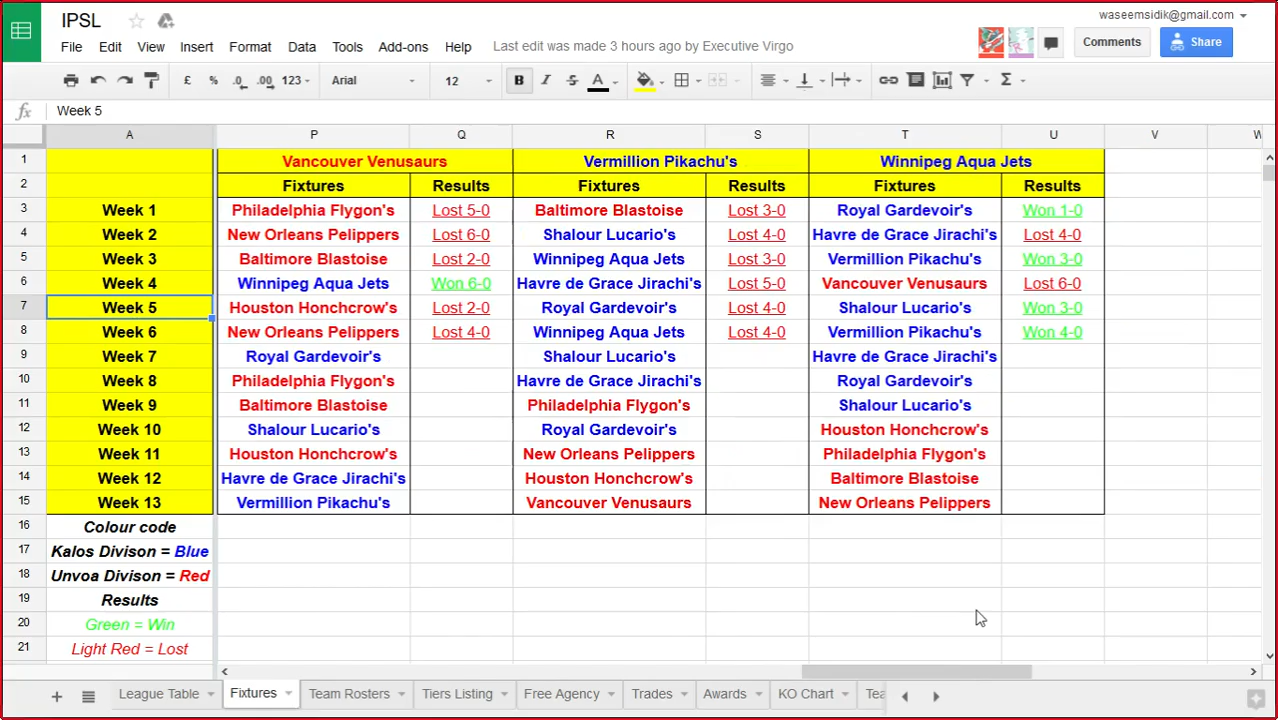 IPSL
waseemsidik@gmail.com
File Edit View Insert Format Data Tools Add-ons Help Last edit was made 3 hours ago by Executive Virgo Comments Share
£ % .0 .00 123 Arial 12 B I S A Σ
fx Week 5
A P Q R S T U V W
1 Vancouver Venusaurs Vermillion Pikachu's Winnipeg Aqua Jets
2 Fixtures Results Fixtures Results Fixtures Results
3 Week 1 Philadelphia Flygon's Lost 5-0 Baltimore Blastoise Lost 3-0 Royal Gardevoir's Won 1-0
4 Week 2 New Orleans Pelippers Lost 6-0 Shalour Lucario's Lost 4-0 Havre de Grace Jirachi's Lost 4-0
5 Week 3 Baltimore Blastoise Lost 2-0 Winnipeg Aqua Jets Lost 3-0 Vermillion Pikachu's Won 3-0
6 Week 4 Winnipeg Aqua Jets Won 6-0 Havre de Grace Jirachi's Lost 5-0 Vancouver Venusaurs Lost 6-0
7 Week 5 Houston Honchcrow's Lost 2-0 Royal Gardevoir's Lost 4-0 Shalour Lucario's Won 3-0
8 Week 6 New Orleans Pelippers Lost 4-0 Winnipeg Aqua Jets Lost 4-0 Vermillion Pikachu's Won 4-0
9 Week 7 Royal Gardevoir's Shalour Lucario's Havre de Grace Jirachi's
10 Week 8 Philadelphia Flygon's Havre de Grace Jirachi's Royal Gardevoir's
11 Week 9 Baltimore Blastoise Philadelphia Flygon's Shalour Lucario's
12 Week 10 Shalour Lucario's Royal Gardevoir's Houston Honchcrow's
13 Week 11 Houston Honchcrow's New Orleans Pelippers Philadelphia Flygon's
14 Week 12 Havre de Grace Jirachi's Houston Honchcrow's Baltimore Blastoise
15 Week 13 Vermillion Pikachu's Vancouver Venusaurs New Orleans Pelippers
16 Colour code
17 Kalos Divison = Blue
18 Unvoa Divison = Red
19 Results
20 Green = Win
21 Light Red = Lost
League Table Fixtures Team Rosters Tiers Listing Free Agency Trades Awards KO Chart